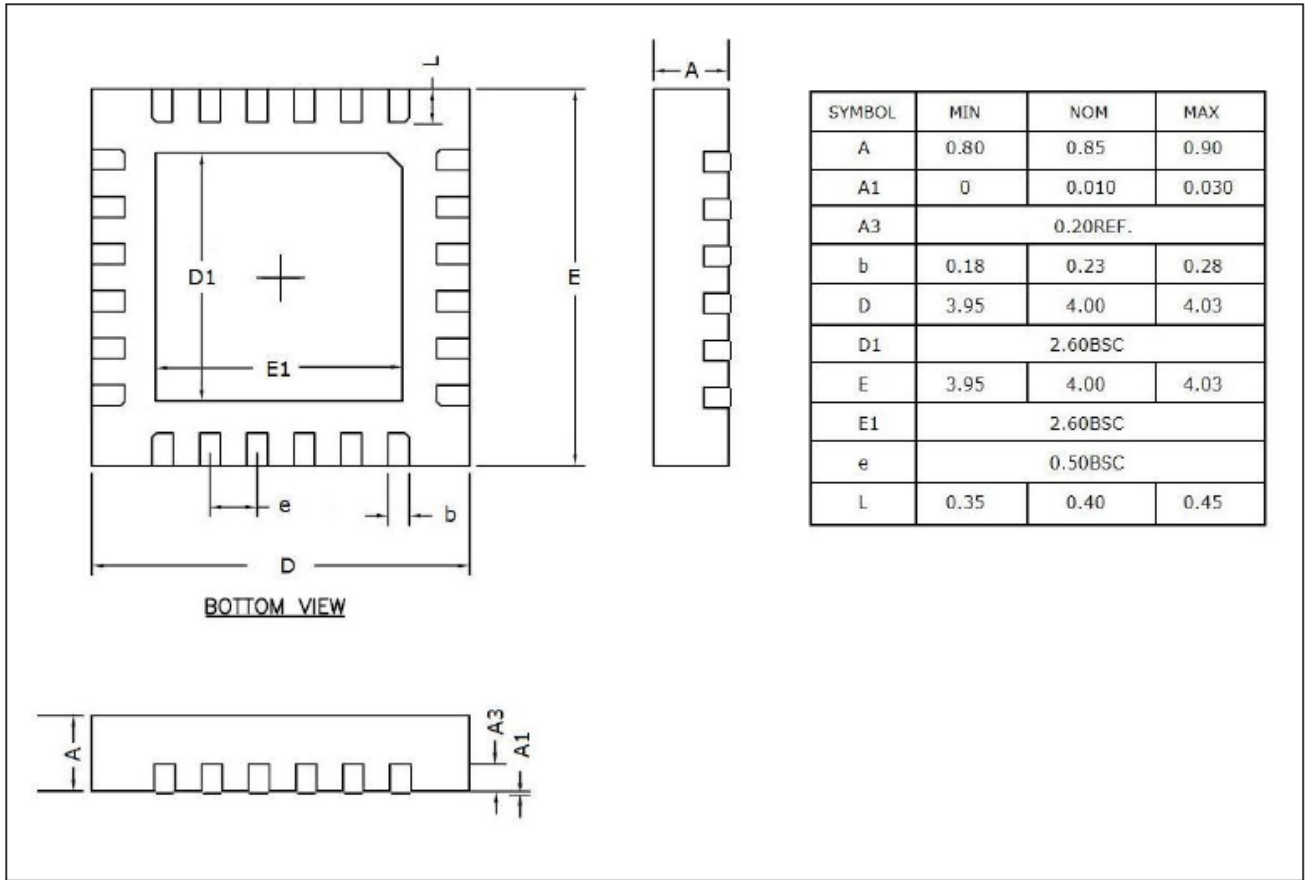 L
A
D1
E
E1
e
b
D
BOTTOM VIEW
A
A3
A1
SYMBOL MIN NOM MAX
A 0.80 0.85 0.90
A1 0 0.010 0.030
A3 0.20REF.
b 0.18 0.23 0.28
D 3.95 4.00 4.03
D1 2.60BSC
E 3.95 4.00 4.03
E1 2.60BSC
e 0.50BSC
L 0.35 0.40 0.45